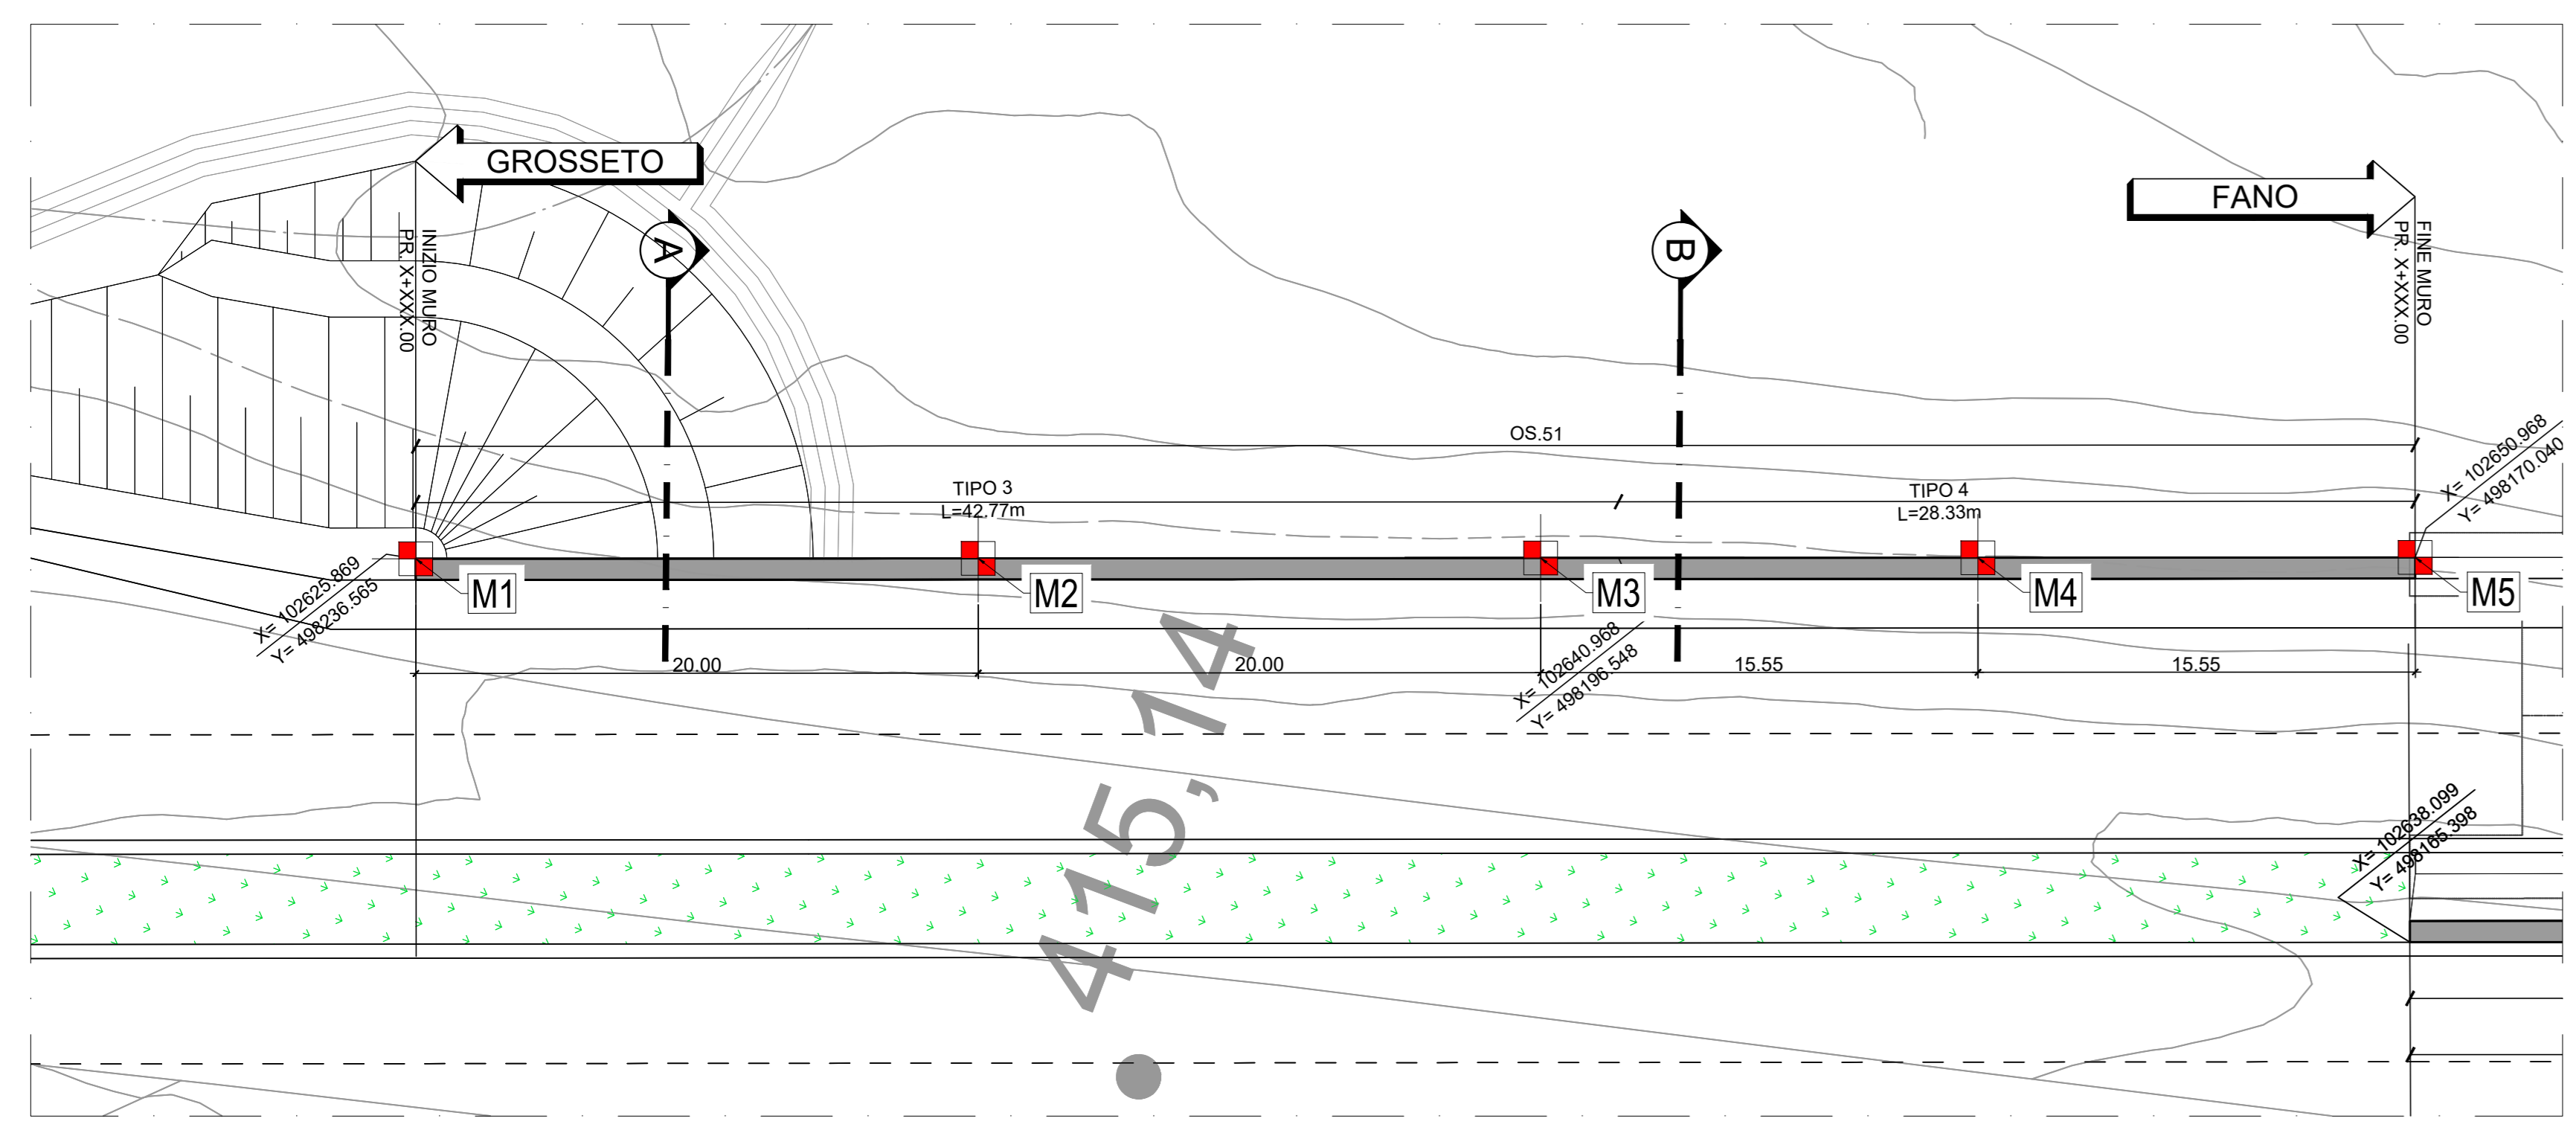 GROSSETO
FANO
A
B
INIZIO MURO
PR. X+XXX.00
FINE MURO
PR. X+XXX.00
OS.51
TIPO 3
L=42.77m
TIPO 4
L=28.33m
X= 102650.968
Y= 498170.040
X= 102625.869
Y= 498236.565
M1
M2
M3
M4
M5
X= 102640.968
Y= 498196.548
20.00
20.00
15.55
15.55
415,14
X= 102638.099
Y= 498165.398